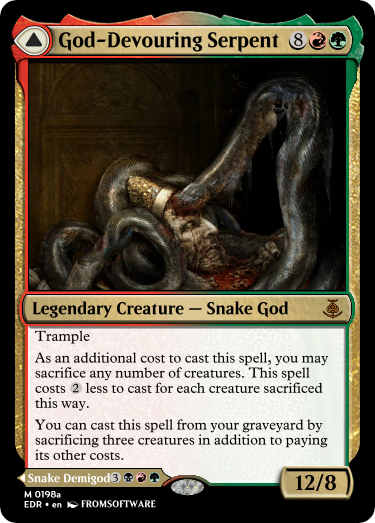 God-Devouring Serpent 8
Legendary Creature — Snake God
Trample
As an additional cost to cast this spell, you may
sacrifice any number of creatures. This spell
costs 2 less to cast for each creature sacrificed
this way.
You can cast this spell from your graveyard by
sacrificing three creatures in addition to paying
its other costs.
Snake Demigod 3
12/8
M 0198a
EDR • en FROMSOFTWARE